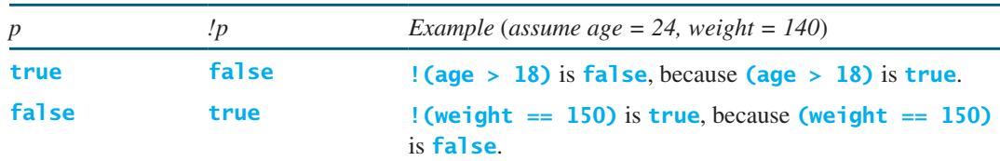 p !p Example (assume age = 24, weight = 140)
true false !(age > 18) is false, because (age > 18) is true.
false true !(weight == 150) is true, because (weight == 150)
is false.